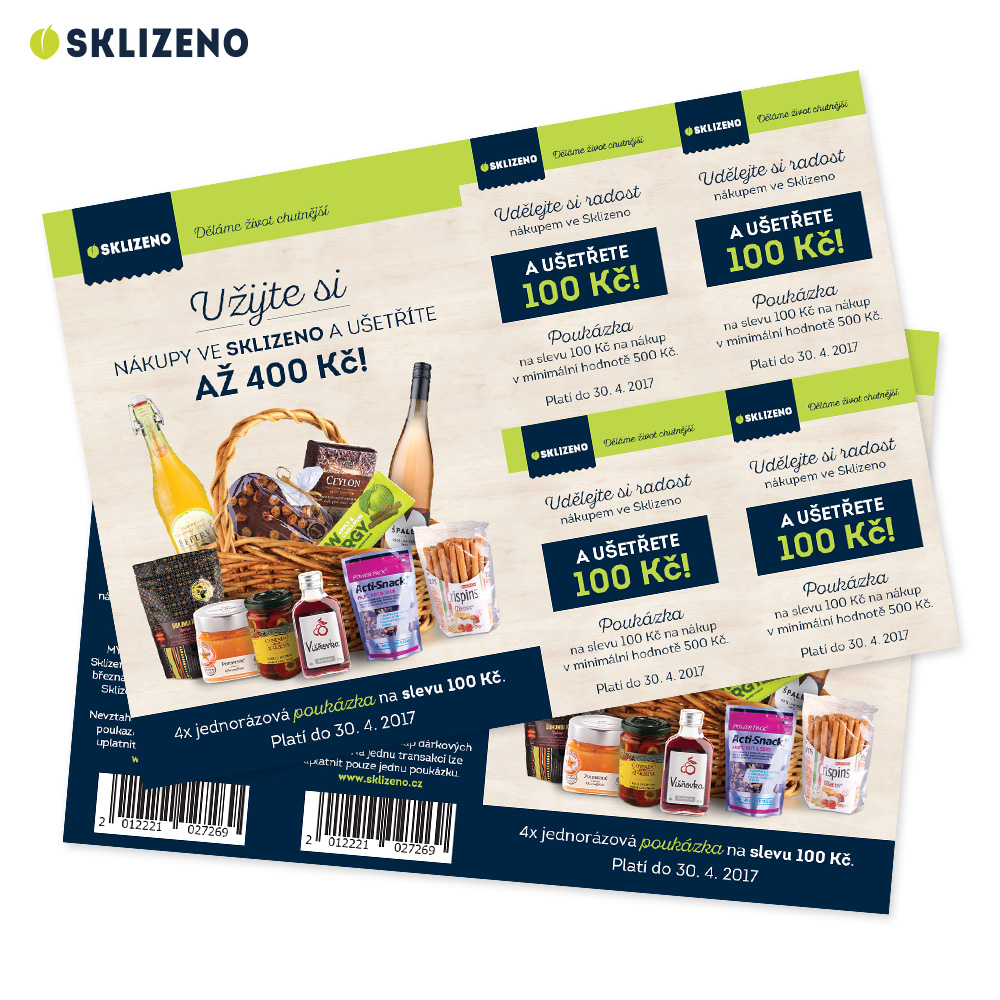 SKLIZENO
SKLIZENO
Děláme život chutnější
Užijte si
NÁKUPY VE SKLIZENO A UŠETŘÍTE
AŽ 400 Kč!
CEYLON
ŠPALE
POWER PACK
Acti-Snack
rispins
Višňovka
4x jednorázová poukázka na slevu 100 Kč.
Platí do 30. 4. 2017
SKLIZENO
Děláme život chutnější
Udělejte si radost
nákupem ve Sklizeno
A UŠETŘETE
100 Kč!
Poukázka
na slevu 100 Kč na nákup
v minimální hodnotě 500 Kč.
Platí do 30. 4. 2017
SKLIZENO
Děláme život chutnější
Udělejte si radost
nákupem ve Sklizeno
A UŠETŘETE
100 Kč!
Poukázka
na slevu 100 Kč na nákup
v minimální hodnotě 500 Kč.
Platí do 30. 4. 2017
SKLIZENO
Děláme život chutnější
Udělejte si radost
nákupem ve Sklizeno
A UŠETŘETE
100 Kč!
Poukázka
na slevu 100 Kč na nákup
v minimální hodnotě 500 Kč.
Platí do 30. 4. 2017
SKLIZENO
Děláme život chutnější
Udělejte si radost
nákupem ve Sklizeno
A UŠETŘETE
100 Kč!
Poukázka
na slevu 100 Kč na nákup
v minimální hodnotě 500 Kč.
Platí do 30. 4. 2017
dárkových
na jednu transakci lze
uplatnit pouze jednu poukázku.
www.sklizeno.cz
2 012221 027269
2 012221 027269
ŠPALE
POWER PACK
Acti-Snack
rispins
Višňovka
4x jednorázová poukázka na slevu 100 Kč.
Platí do 30. 4. 2017